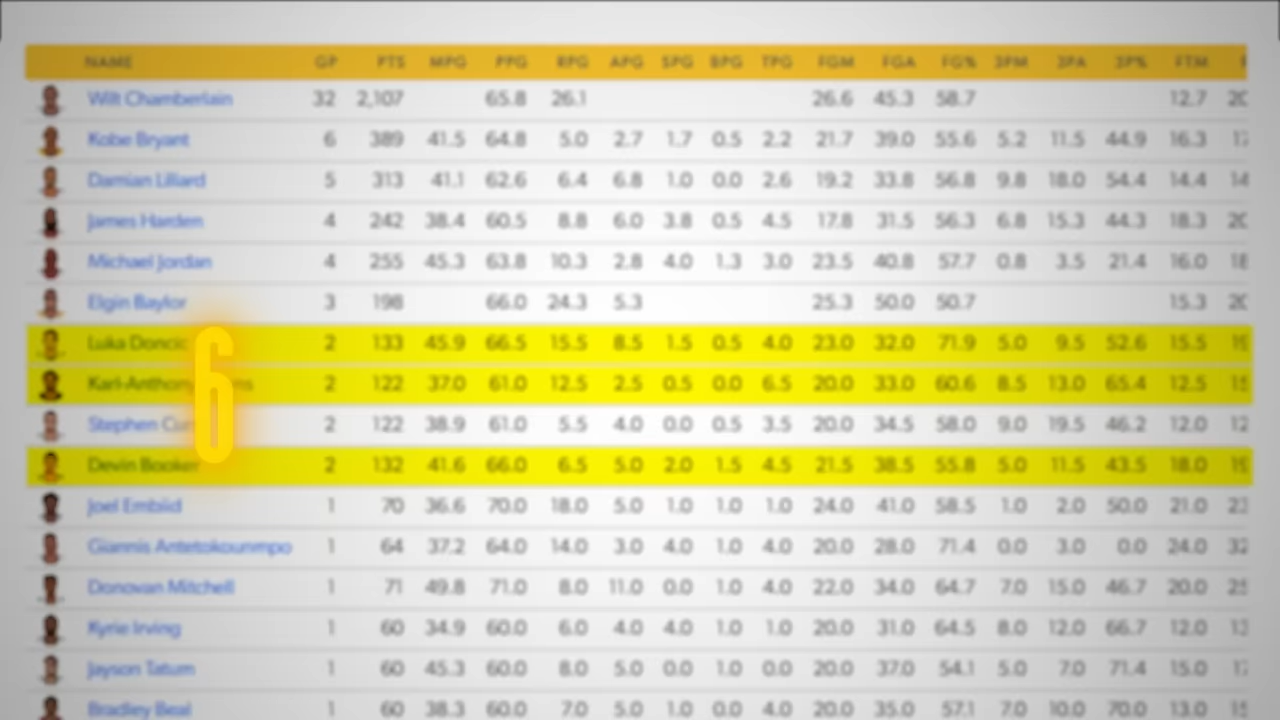 NAME GP PTS MPG PPG RPG APG SPG BPG TPG FGM FGA FG% 3PM 3PA 3P% FTM
Wilt Chamberlain 32 2,107 65.8 26.1 26.6 45.3 58.7 12.7
Kobe Bryant 6 389 41.5 64.8 5.0 2.7 1.7 0.5 2.2 21.7 39.0 55.6 5.2 11.5 44.9 16.3
Damian Lillard 5 313 41.1 62.6 6.4 6.8 1.0 0.0 2.6 19.2 33.8 56.8 9.8 18.0 54.4 14.4
James Harden 4 242 38.4 60.5 8.8 6.0 3.8 0.5 4.5 17.8 31.5 56.3 6.8 15.3 44.3 18.3
Michael Jordan 4 255 45.3 63.8 10.3 2.8 4.0 1.3 3.0 23.5 40.8 57.7 0.8 3.5 21.4 16.0
Elgin Baylor 3 198 66.0 24.3 5.3 25.3 50.0 50.7 15.3
Luka Doncic 2 133 45.9 66.5 15.5 8.5 1.5 0.5 4.0 23.0 32.0 71.9 5.0 9.5 52.6 15.5
6
Karl-Anthony 2 122 37.0 61.0 12.5 2.5 0.5 0.0 6.5 20.0 33.0 60.6 8.5 13.0 65.4 12.5
Stephen 2 122 38.9 61.0 5.5 4.0 0.0 0.5 3.5 20.0 34.5 58.0 9.0 19.5 46.2 12.0
Devin Booker 2 132 41.6 66.0 6.5 5.0 2.0 1.5 4.5 21.5 38.5 55.8 5.0 11.5 43.5 18.0
Joel Embiid 1 70 36.6 70.0 18.0 5.0 1.0 1.0 1.0 24.0 41.0 58.5 1.0 2.0 50.0 21.0
Giannis Antetokounmpo 1 64 37.2 64.0 14.0 3.0 4.0 1.0 4.0 20.0 28.0 71.4 0.0 3.0 0.0 24.0
Donovan Mitchell 1 71 49.8 71.0 8.0 11.0 0.0 1.0 4.0 22.0 34.0 64.7 7.0 15.0 46.7 20.0
Kyrie Irving 1 60 34.9 60.0 6.0 4.0 4.0 1.0 1.0 20.0 31.0 64.5 8.0 12.0 66.7 12.0
Jayson Tatum 1 60 45.3 60.0 8.0 5.0 0.0 1.0 0.0 20.0 37.0 54.1 5.0 7.0 71.4 15.0
Bradley Beal 1 60 38.3 60.0 7.0 5.0 1.0 0.0 4.0 20.0 35.0 57.1 7.0 10.0 70.0 13.0